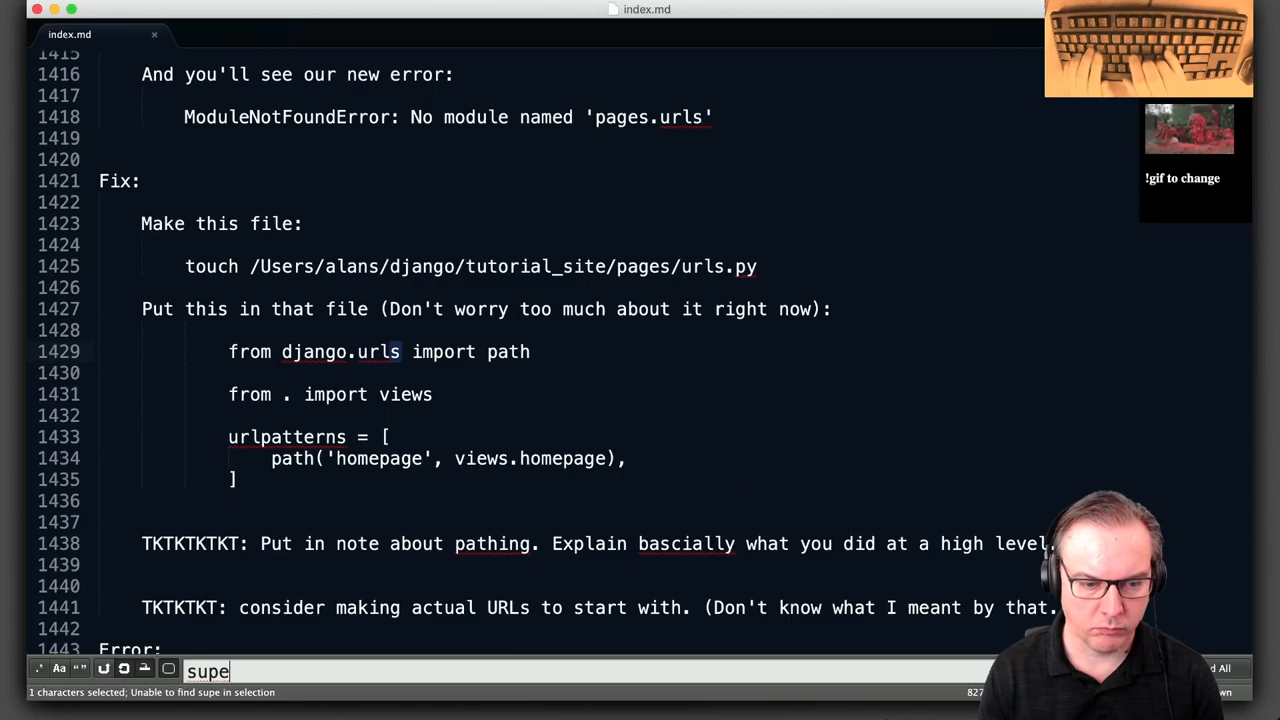 index.md
index.md
1415
1416 And you'll see our new error:
1417
1418 ModuleNotFoundError: No module named 'pages.urls'
1419
1420
1421 Fix:
1422
1423 Make this file:
1424
1425 touch /Users/alans/django/tutorial_site/pages/urls.py
1426
1427 Put this in that file (Don't worry too much about it right now):
1428
1429 from django.urls import path
1430
1431 from . import views
1432
1433 urlpatterns = [
1434 path('homepage', views.homepage),
1435 ]
1436
1437
1438 TKTKTKTKT: Put in note about pathing. Explain bascially what you did at a high level.
1439
1440
1441 TKTKTKT: consider making actual URLs to start with. (Don't know what I meant by that.
1442
1443 Error:
!gif to change
.* Aa “” supe All
1 characters selected; Unable to find supe in selection